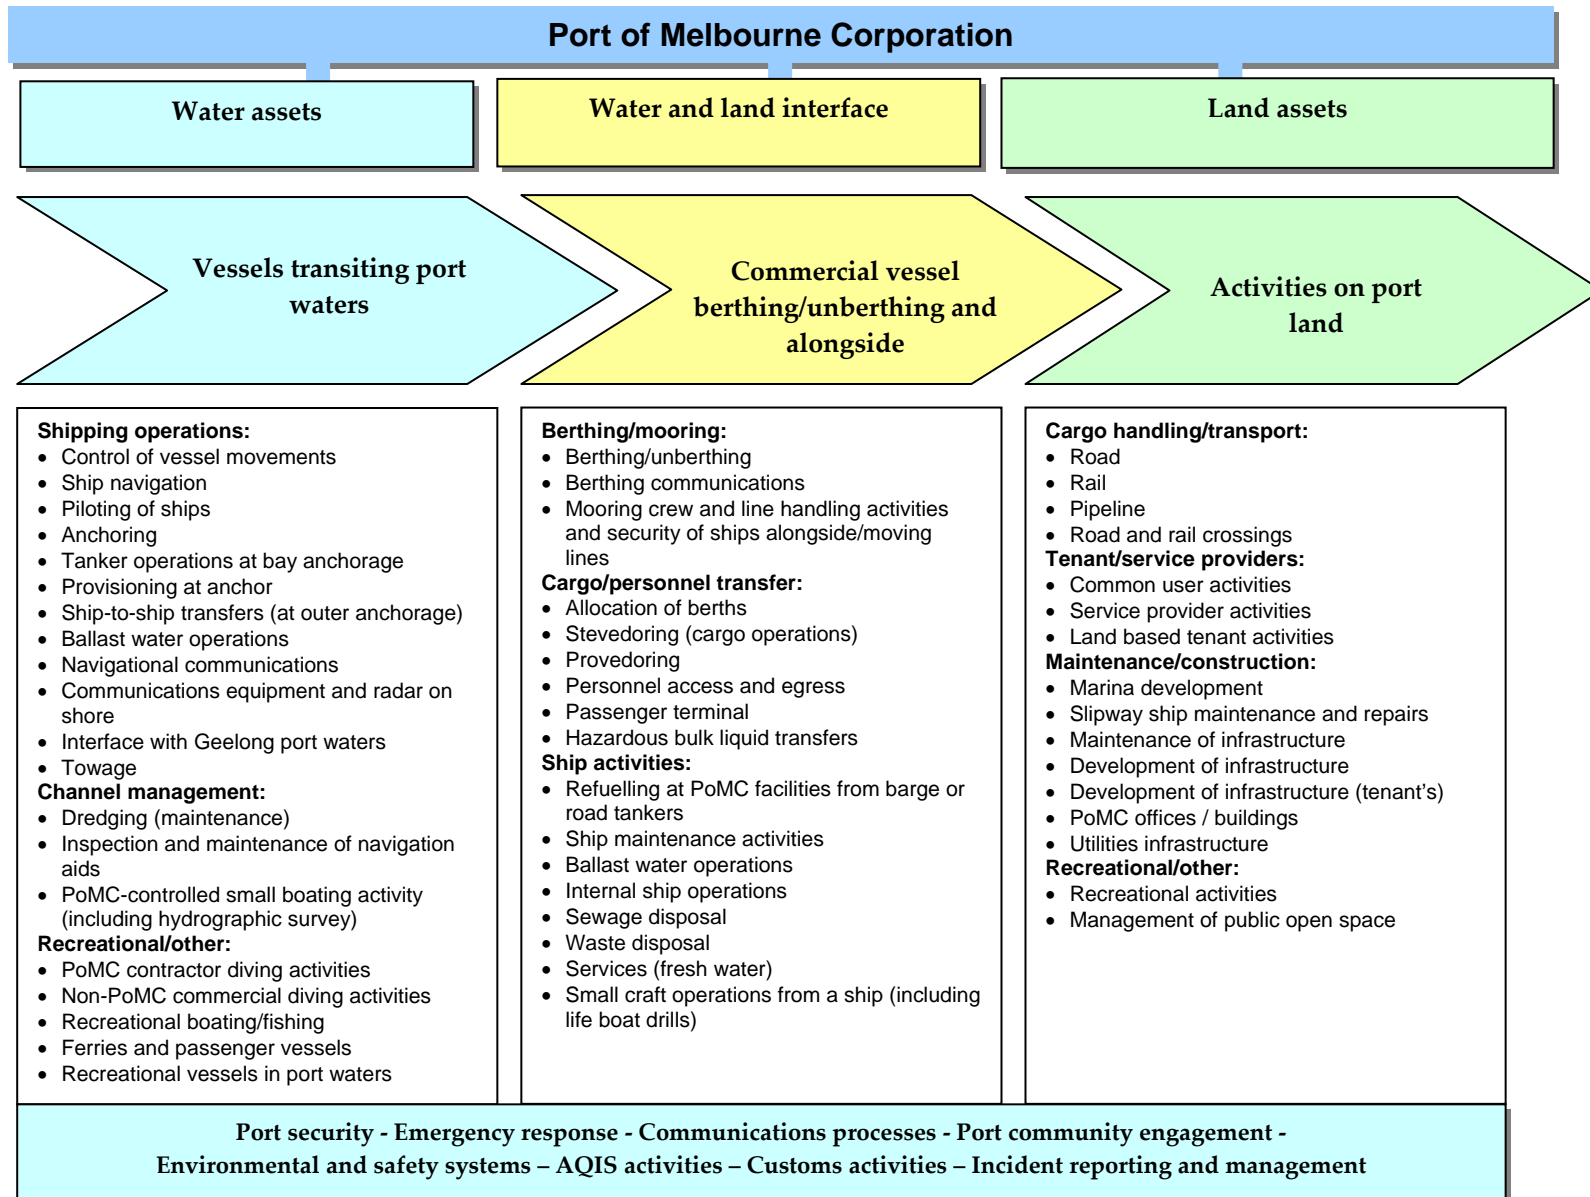 Port of Melbourne Corporation
Water assets
Water and land interface
Land assets
Vessels transiting port
waters
Commercial vessel
berthing/unberthing and
alongside
Activities on port
land
Shipping operations:
• Control of vessel movements
• Ship navigation
• Piloting of ships
• Anchoring
• Tanker operations at bay anchorage
• Provisioning at anchor
• Ship-to-ship transfers (at outer anchorage)
• Ballast water operations
• Navigational communications
• Communications equipment and radar on
shore
• Interface with Geelong port waters
• Towage
Channel management:
• Dredging (maintenance)
• Inspection and maintenance of navigation
aids
• PoMC-controlled small boating activity
(including hydrographic survey)
Recreational/other:
• PoMC contractor diving activities
• Non-PoMC commercial diving activities
• Recreational boating/fishing
• Ferries and passenger vessels
• Recreational vessels in port waters
Berthing/mooring:
• Berthing/unberthing
• Berthing communications
• Mooring crew and line handling activities
and security of ships alongside/moving
lines
Cargo/personnel transfer:
• Allocation of berths
• Stevedoring (cargo operations)
• Provedoring
• Personnel access and egress
• Passenger terminal
• Hazardous bulk liquid transfers
Ship activities:
• Refuelling at PoMC facilities from barge or
road tankers
• Ship maintenance activities
• Ballast water operations
• Internal ship operations
• Sewage disposal
• Waste disposal
• Services (fresh water)
• Small craft operations from a ship (including
life boat drills)
Cargo handling/transport:
• Road
• Rail
• Pipeline
• Road and rail crossings
Tenant/service providers:
• Common user activities
• Service provider activities
• Land based tenant activities
Maintenance/construction:
• Marina development
• Slipway ship maintenance and repairs
• Maintenance of infrastructure
• Development of infrastructure
• Development of infrastructure (tenant's)
• PoMC offices / buildings
• Utilities infrastructure
Recreational/other:
• Recreational activities
• Management of public open space
Port security - Emergency response - Communications processes - Port community engagement -
Environmental and safety systems – AQIS activities – Customs activities – Incident reporting and management